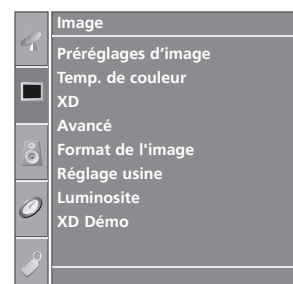 Image
Préréglages d’image
Temp. de couleur
XD
Avancé
Format de l'image
Réglage usine
Luminosite
XD Démo